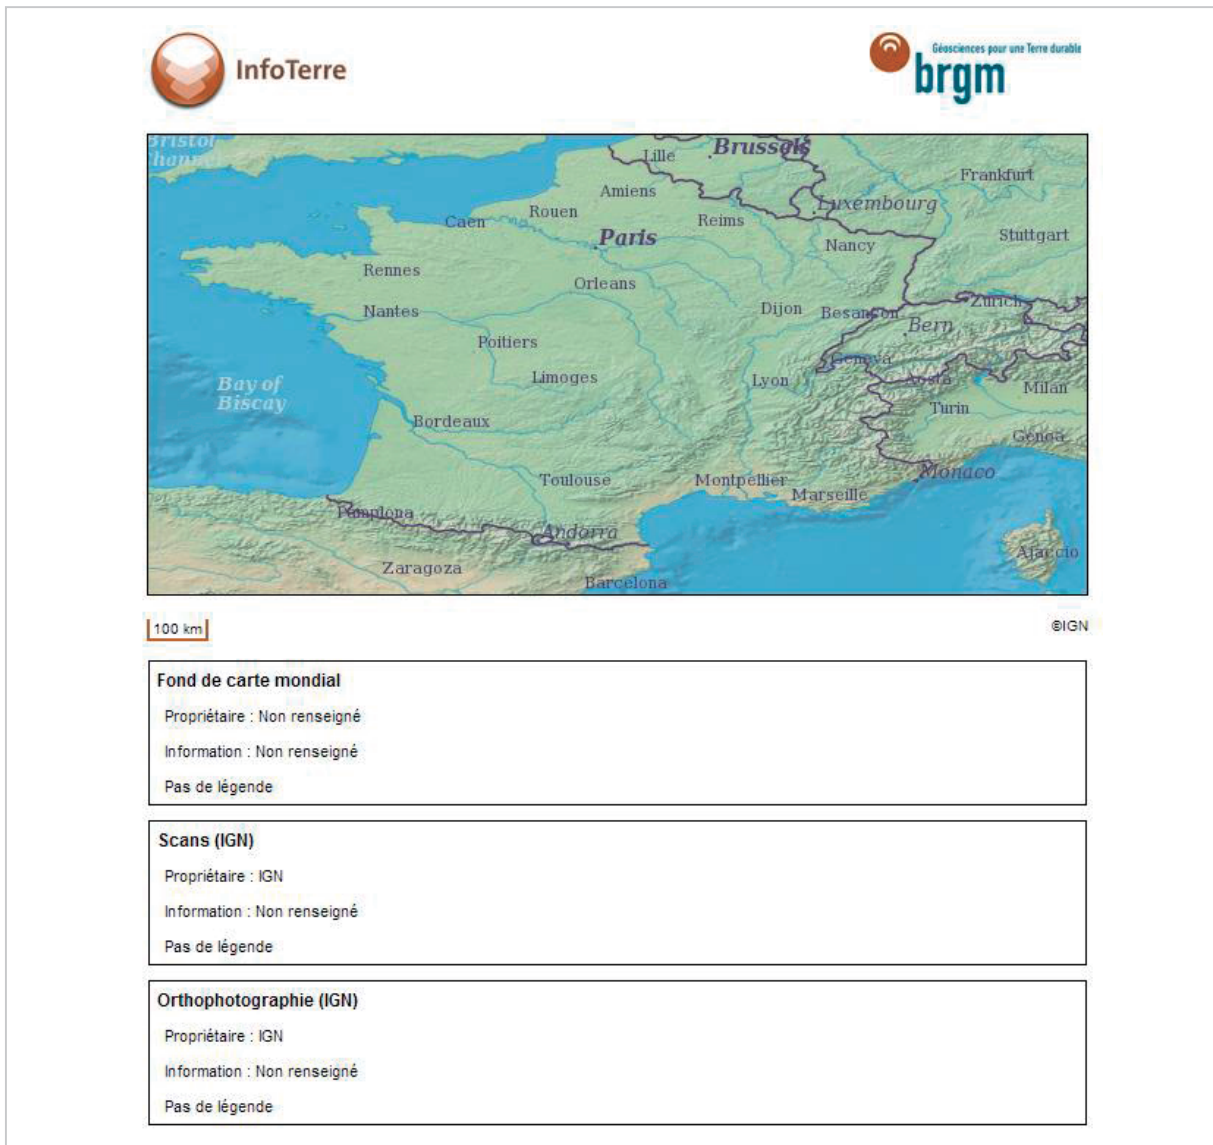 InfoTerre
Géosciences pour une Terre durable
brgm
Bristol
Channel
Lille
Brussels
Frankfurt
Amiens
Luxembourg
Rouen
Caen
Reims
Paris
Nancy
Stuttgart
Rennes
Orleans
Nantes
Dijon
Besançon
Zurich
Bern
Poitiers
Geneva
Limoges
Lyon
Aosta
Milan
Bay of
Biscay
Turin
Bordeaux
Genoa
Toulouse
Montpellier
Marseille
Monaco
Pamplona
Andorra
Ajaccio
Zaragoza
Barcelona
100 km
©IGN
Fond de carte mondial
Propriétaire : Non renseigné
Information : Non renseigné
Pas de légende
Scans (IGN)
Propriétaire : IGN
Information : Non renseigné
Pas de légende
Orthophotographie (IGN)
Propriétaire : IGN
Information : Non renseigné
Pas de légende